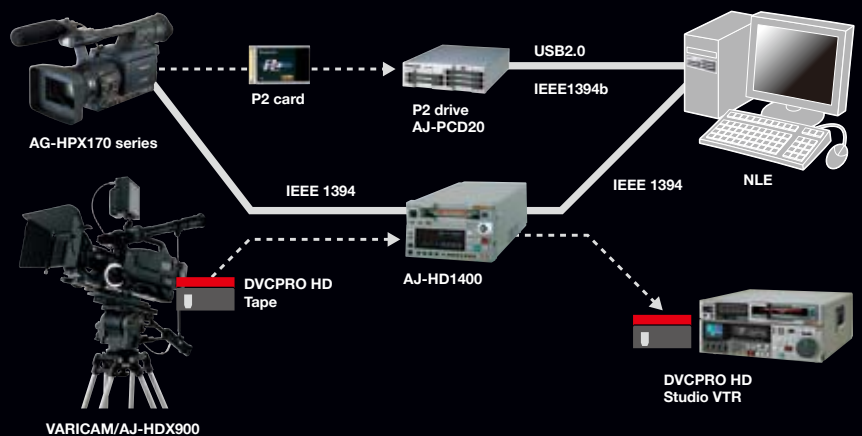 USB2.0
IEEE1394b
P2 card
P2 drive
AJ-PCD20
AG-HPX170 series
NLE
IEEE 1394
IEEE 1394
AJ-HD1400
DVCPRO HD
Tape
DVCPRO HD
Studio VTR
VARICAM/AJ-HDX900